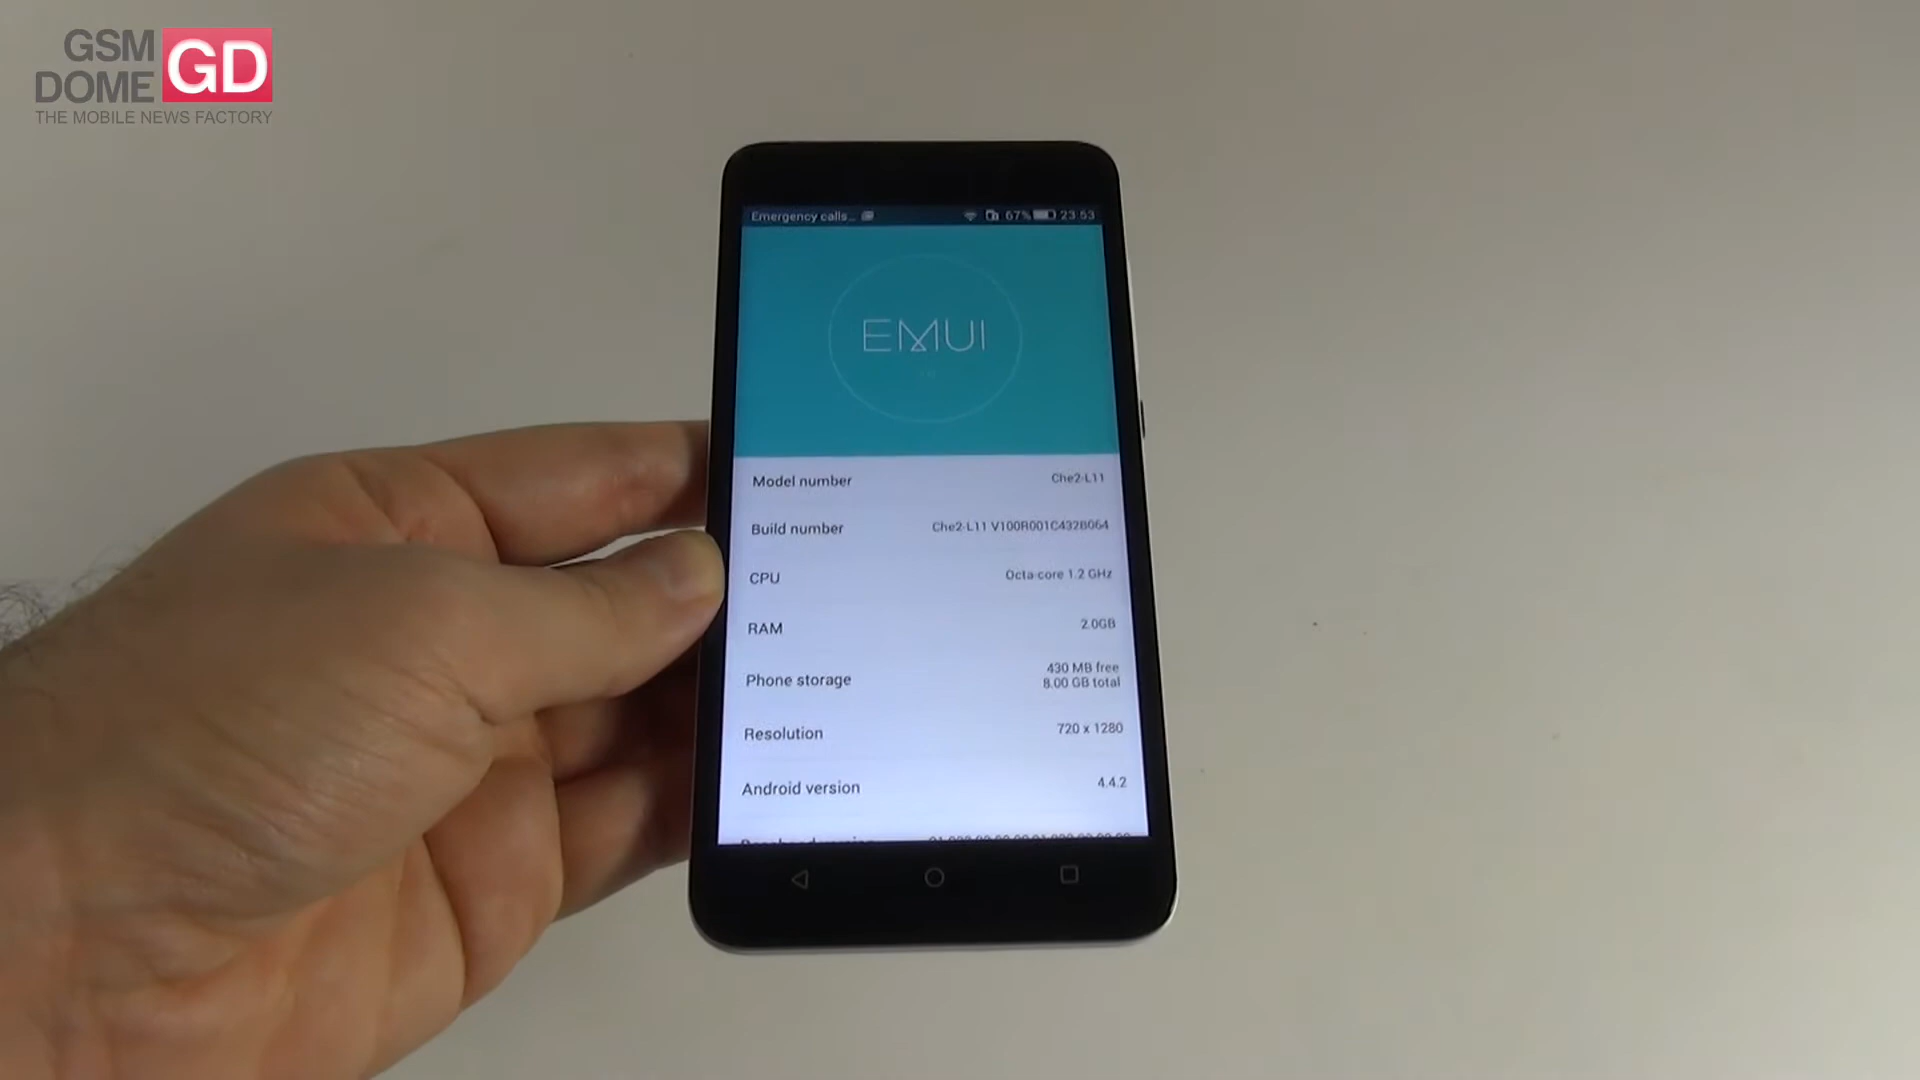 GSM
DOME
GD
THE MOBILE NEWS FACTORY
Emergency calls... 67% 23:53
EMUI
Model number Che2-L11
Build number Che2-L11 V100R001C432B064
CPU Octa-core 1.2 GHz
RAM 2.0GB
Phone storage 430 MB free
8.00 GB total
Resolution 720 x 1280
Android version 4.4.2